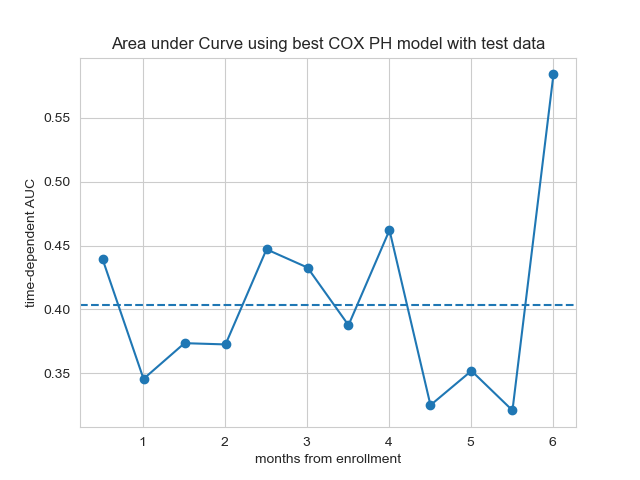 Area under Curve using best COX PH model with test data
time-dependent AUC
0.55
0.50
0.45
0.40
0.35
1 2 3 4 5 6
months from enrollment